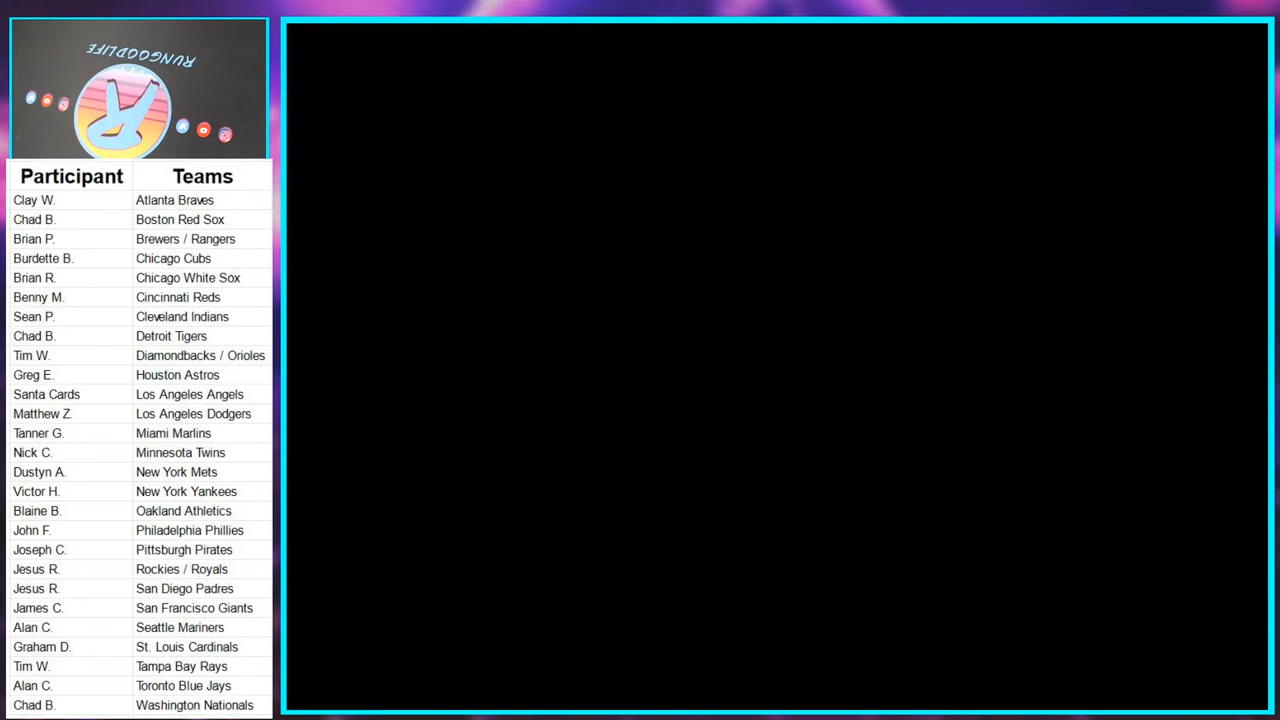 RUNGOODLIFE
Participant Teams
Clay W. Atlanta Braves
Chad B. Boston Red Sox
Brian P. Brewers / Rangers
Burdette B. Chicago Cubs
Brian R. Chicago White Sox
Benny M. Cincinnati Reds
Sean P. Cleveland Indians
Chad B. Detroit Tigers
Tim W. Diamondbacks / Orioles
Greg E. Houston Astros
Santa Cards Los Angeles Angels
Matthew Z. Los Angeles Dodgers
Tanner G. Miami Marlins
Nick C. Minnesota Twins
Dustyn A. New York Mets
Victor H. New York Yankees
Blaine B. Oakland Athletics
John F. Philadelphia Phillies
Joseph C. Pittsburgh Pirates
Jesus R. Rockies / Royals
Jesus R. San Diego Padres
James C. San Francisco Giants
Alan C. Seattle Mariners
Graham D. St. Louis Cardinals
Tim W. Tampa Bay Rays
Alan C. Toronto Blue Jays
Chad B. Washington Nationals